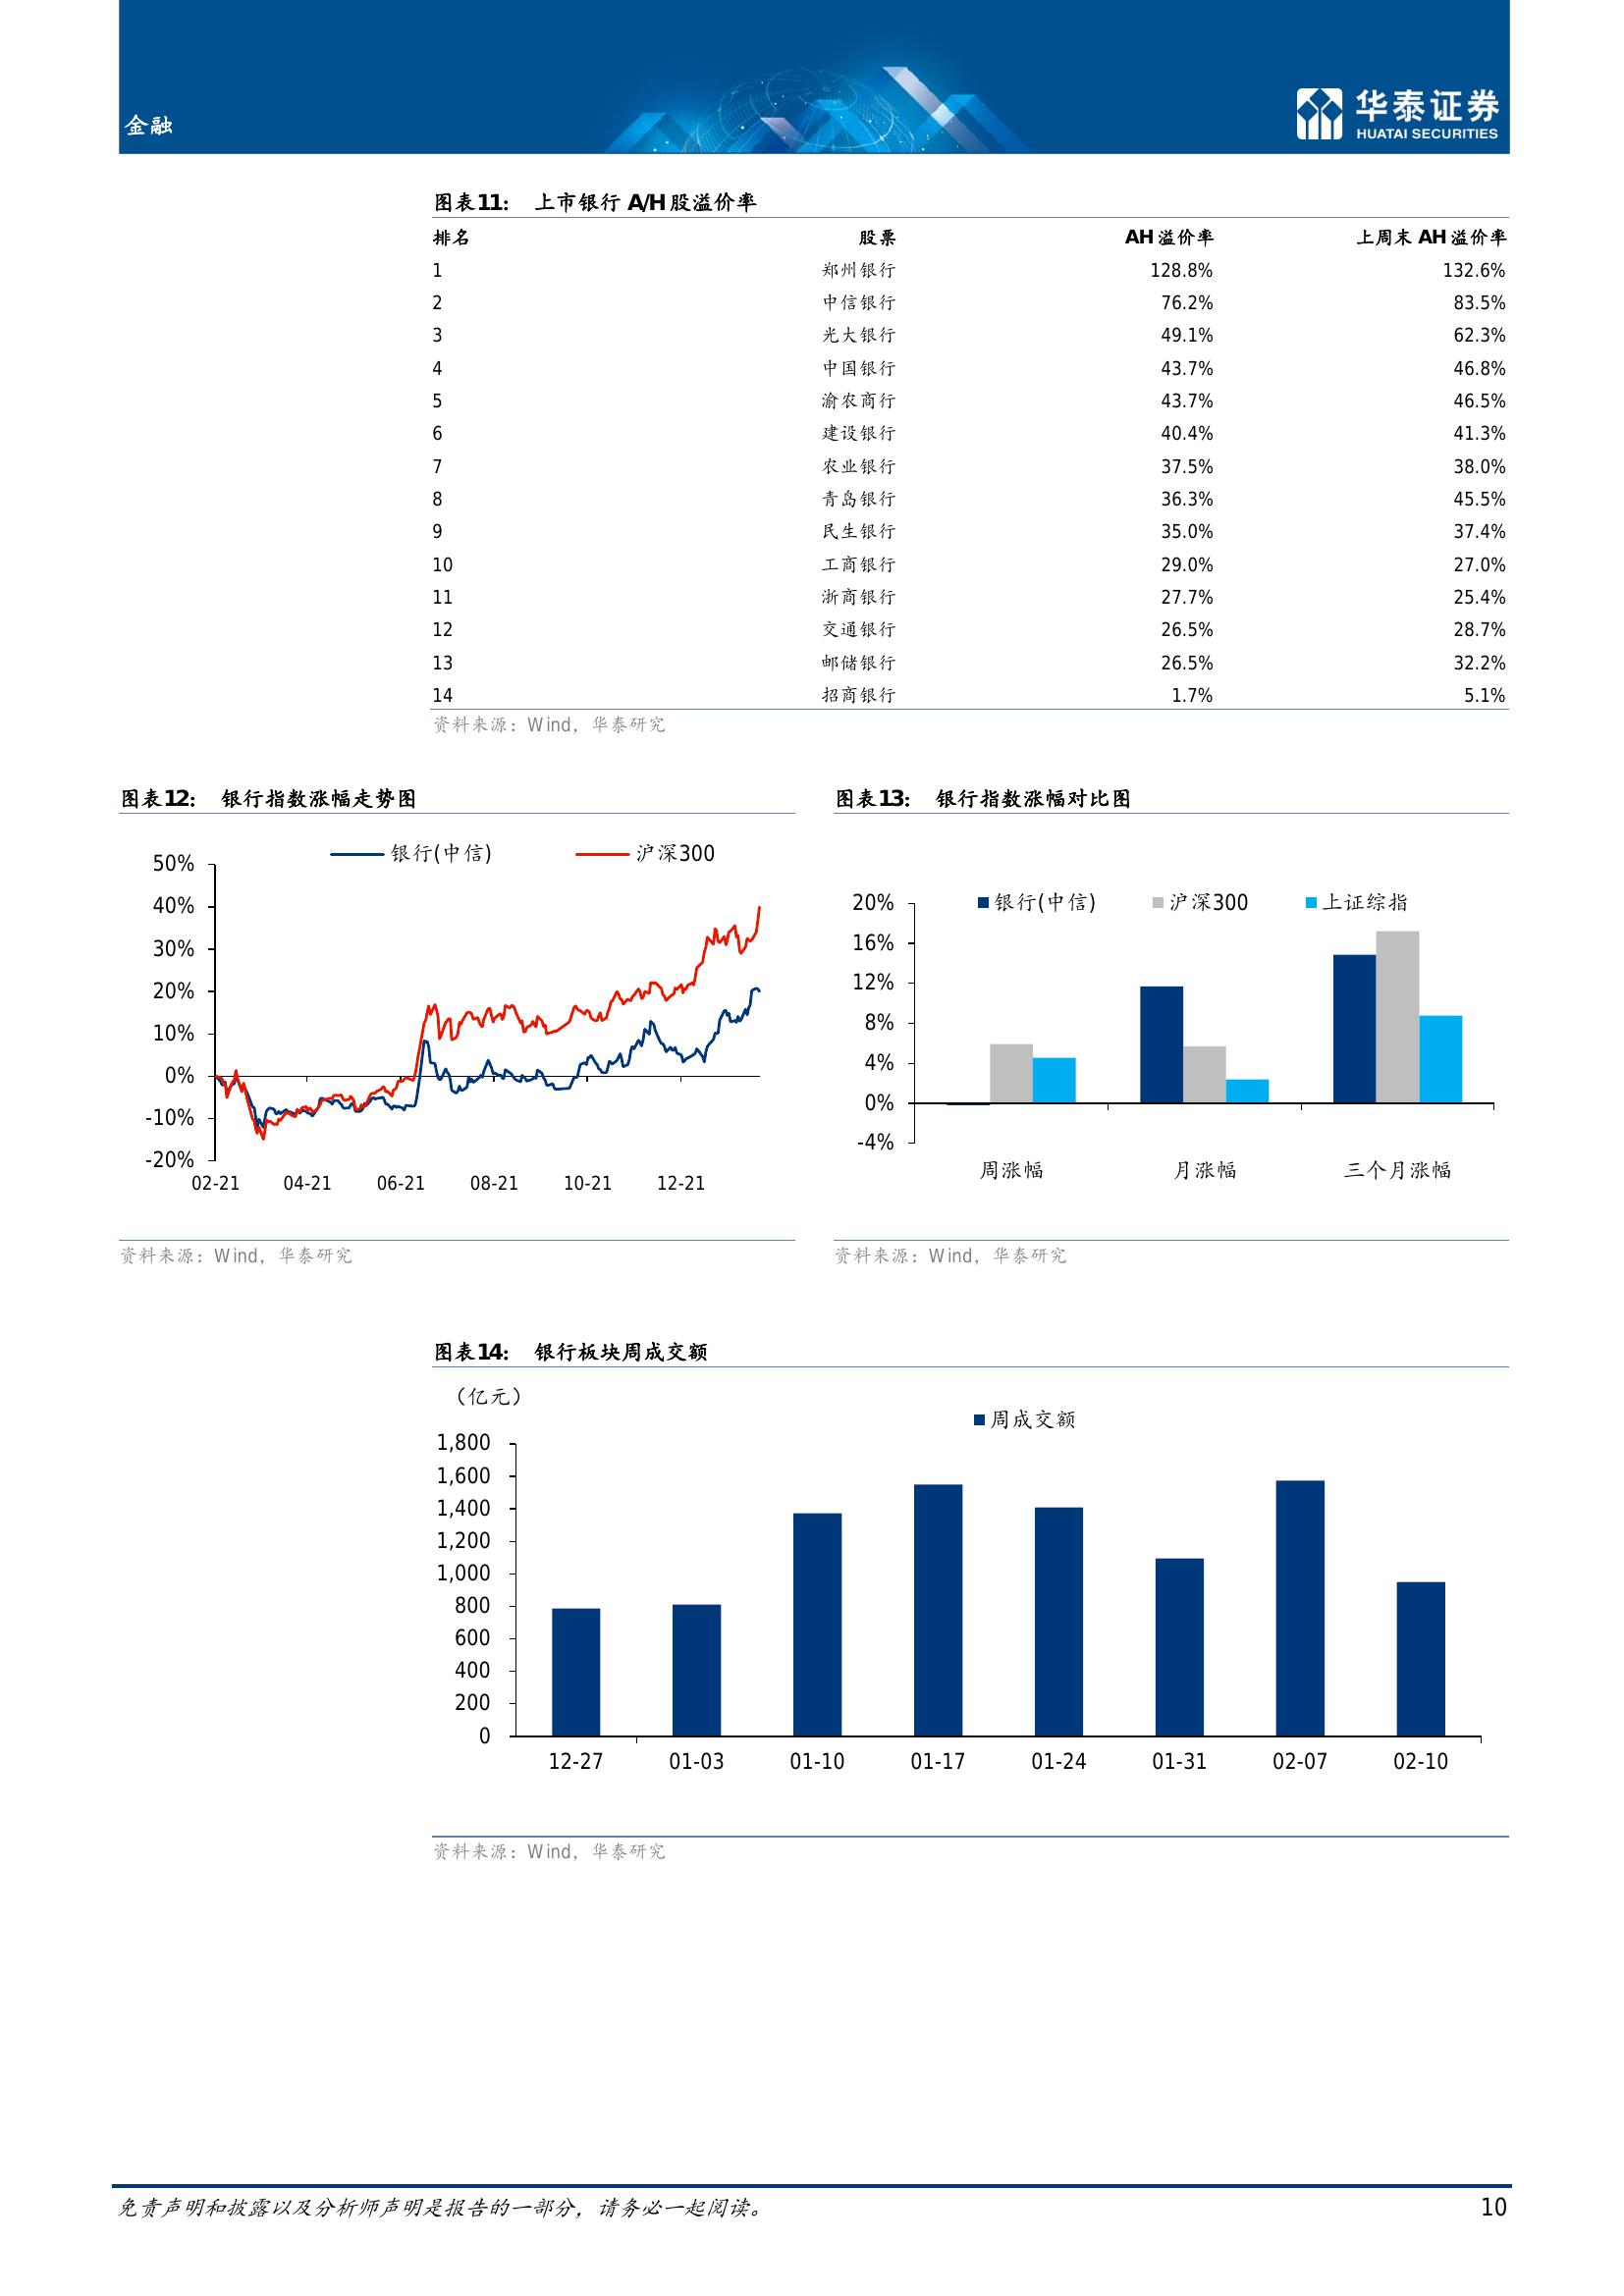 金融
华泰证券
HUATAI SECURITIES
图表11: 上市银行 A/H 股溢价率
排名 股票 AH 溢价率 上周末 AH 溢价率
1 郑州银行 128.8% 132.6%
2 中信银行 76.2% 83.5%
3 光大银行 49.1% 62.3%
4 中国银行 43.7% 46.8%
5 渝农商行 43.7% 46.5%
6 建设银行 40.4% 41.3%
7 农业银行 37.5% 38.0%
8 青岛银行 36.3% 45.5%
9 民生银行 35.0% 37.4%
10 工商银行 29.0% 27.0%
11 浙商银行 27.7% 25.4%
12 交通银行 26.5% 28.7%
13 邮储银行 26.5% 32.2%
14 招商银行 1.7% 5.1%
资料来源：Wind，华泰研究
图表12: 银行指数涨幅走势图
银行(中信) 沪深300
50%
40%
30%
20%
10%
0%
-10%
-20%
02-21 04-21 06-21 08-21 10-21 12-21
资料来源：Wind，华泰研究
图表13: 银行指数涨幅对比图
银行(中信) 沪深300 上证综指
20%
16%
12%
8%
4%
0%
-4%
周涨幅 月涨幅 三个月涨幅
资料来源：Wind，华泰研究
图表14: 银行板块周成交额
（亿元）
周成交额
1,800
1,600
1,400
1,200
1,000
800
600
400
200
0
12-27 01-03 01-10 01-17 01-24 01-31 02-07 02-10
资料来源：Wind，华泰研究
免责声明和披露以及分析师声明是报告的一部分，请务必一起阅读。
10